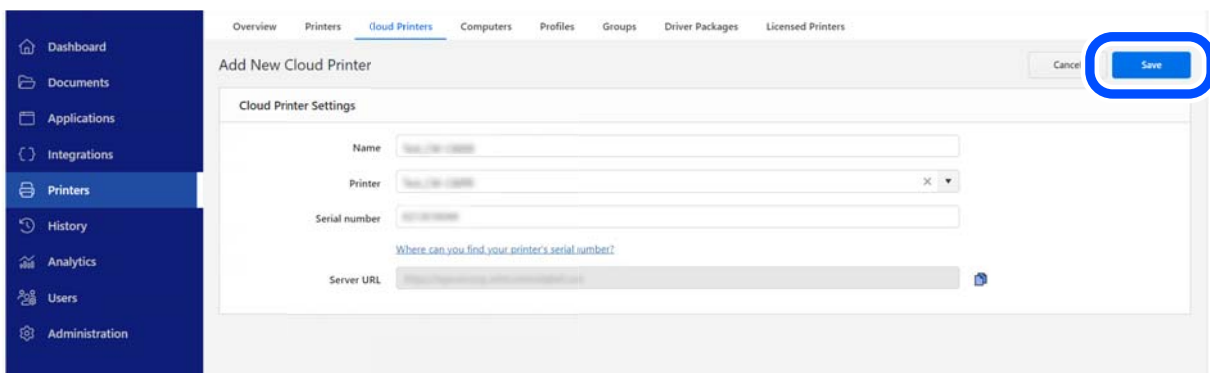 Overview Printers Cloud Printers Computers Profiles Groups Driver Packages Licensed Printers
Dashboard
Documents
Applications
Integrations
Printers
History
Analytics
Users
Administration
Add New Cloud Printer
Cancel Save
Cloud Printer Settings
Name
Printer
Serial number
Where can you find your printer's serial number?
Server URL